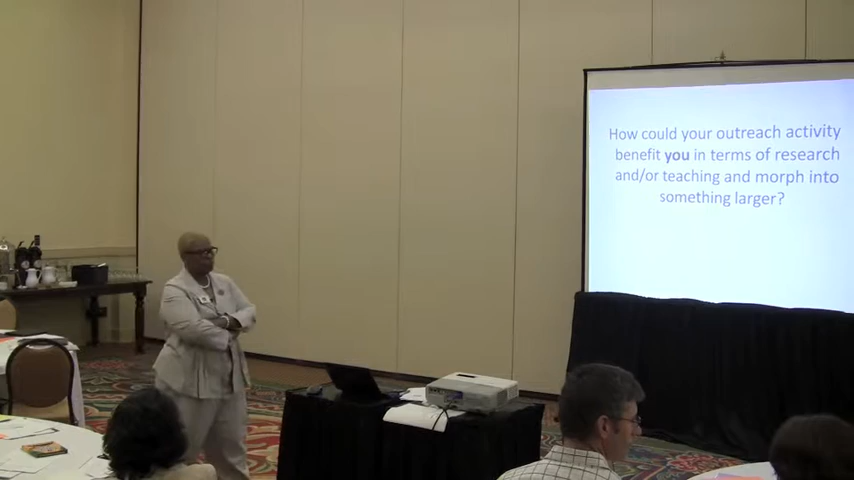 How could your outreach activity
benefit you in terms of research
and/or teaching and morph into
something larger?